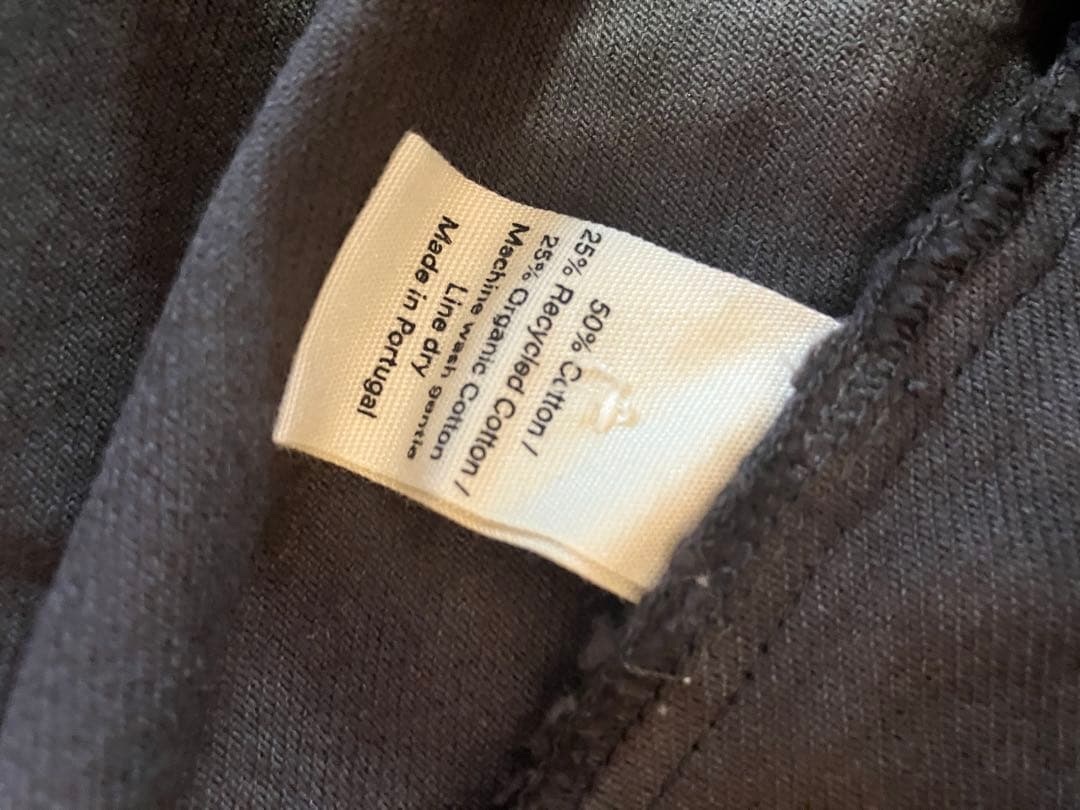 50% Cotton /
25% Recycled Cotton /
25% Organic Cotton
Machine wash gentle
Line dry
Made in Portugal